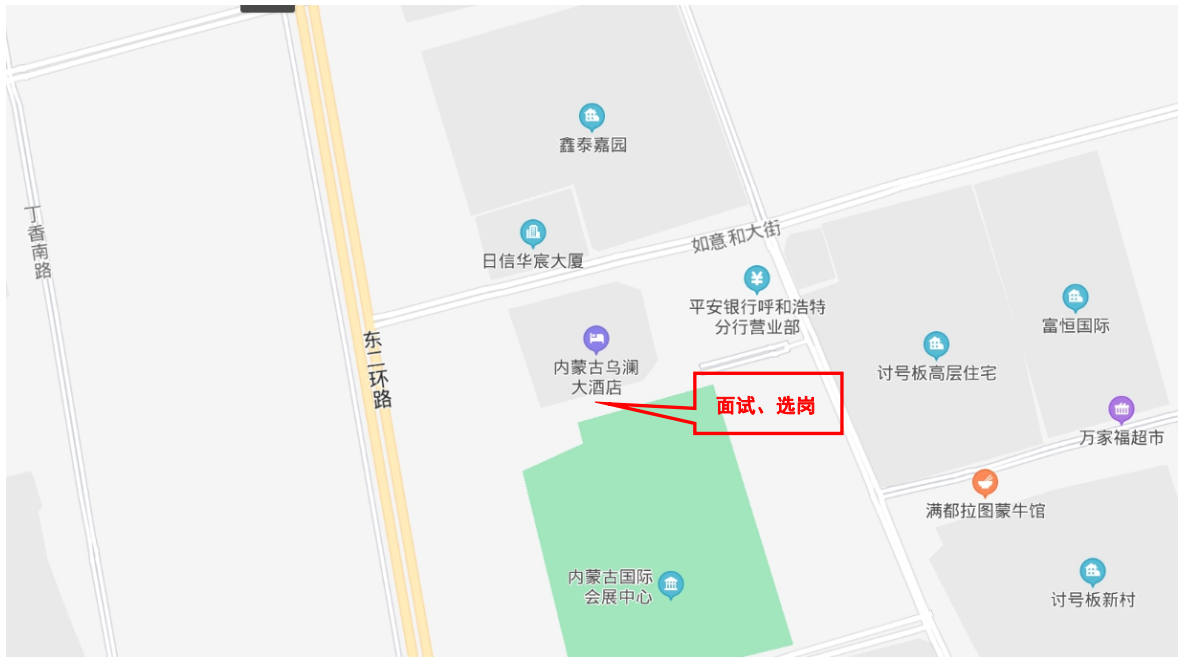 鑫泰嘉园
丁香南路
如意和大街
日信华宸大厦
平安银行呼和浩特
分行营业部
富恒国际
东二环路
内蒙古乌澜
大酒店
讨号板高层住宅
面试、选岗
万家福超市
满都拉图蒙牛馆
内蒙古国际
会展中心
讨号板新村